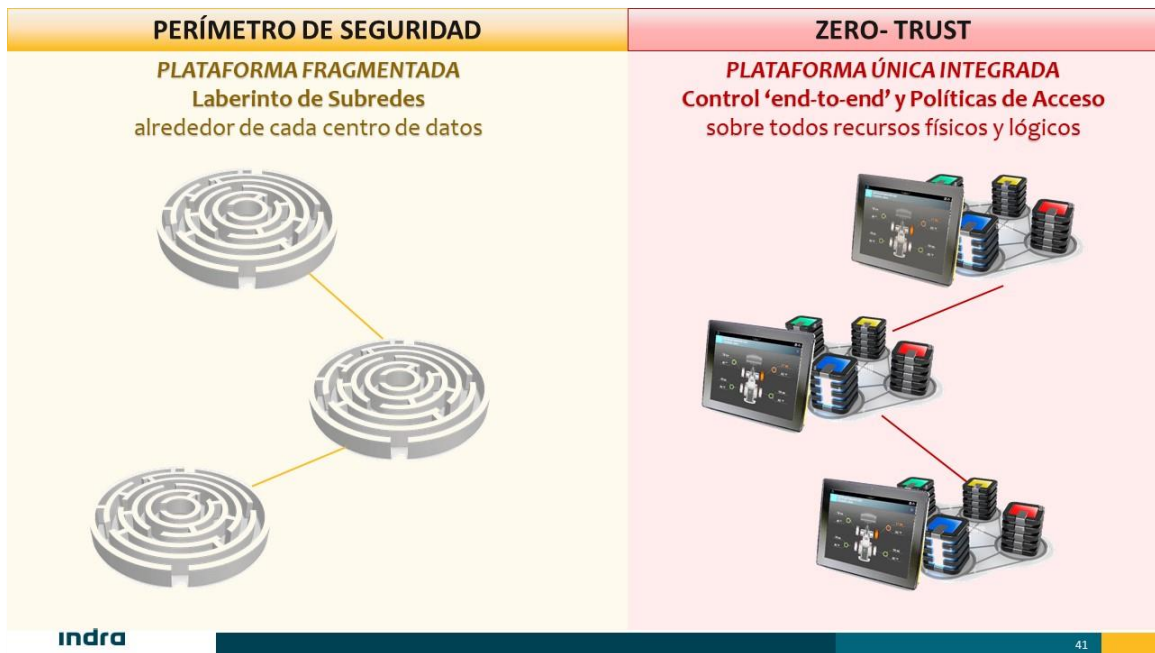 PERÍMETRO DE SEGURIDAD
PLATAFORMA FRAGMENTADA
Laberinto de Subredes
alrededor de cada centro de datos
ZERO- TRUST
PLATAFORMA ÚNICA INTEGRADA
Control ‘end-to-end’ y Políticas de Acceso
sobre todos recursos físicos y lógicos
indra
41